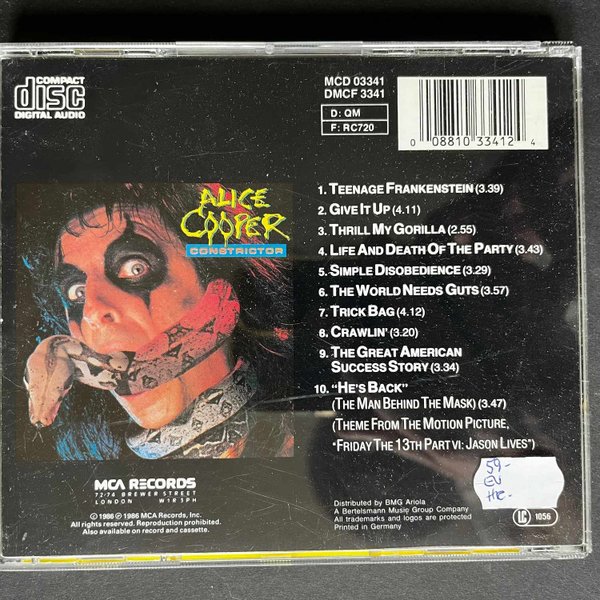 COMPACT
disc
DIGITAL AUDIO
MCD 03341
DMCF 3341
D: QM
F: RC720
0 08810 33412 4
ALICE
COOPER
CONSTRICTOR
1. TEENAGE FRANKENSTEIN (3.39)
2. GIVE IT UP (4.11)
3. THRILL MY GORILLA (2.55)
4. LIFE AND DEATH OF THE PARTY (3.43)
5. SIMPLE DISOBEDIENCE (3.29)
6. THE WORLD NEEDS GUTS (3.57)
7. TRICK BAG (4.12)
8. CRAWLIN' (3.20)
9. THE GREAT AMERICAN
SUCCESS STORY (3.34)
10. "HE'S BACK"
(THE MAN BEHIND THE MASK) (3.47)
(THEME FROM THE MOTION PICTURE,
"FRIDAY THE 13TH PART VI: JASON LIVES")
MCA RECORDS
72-74 BREWER STREET
LONDON W1R 3PH
© 1986 ℗ 1986 MCA Records, Inc.
All rights reserved. Reproduction prohibited.
Also available on record and cassette.
Distributed by BMG Ariola
A Bertelsmann Music Group Company
All trademarks and logos are protected
Printed in Germany
59-
LC 1056